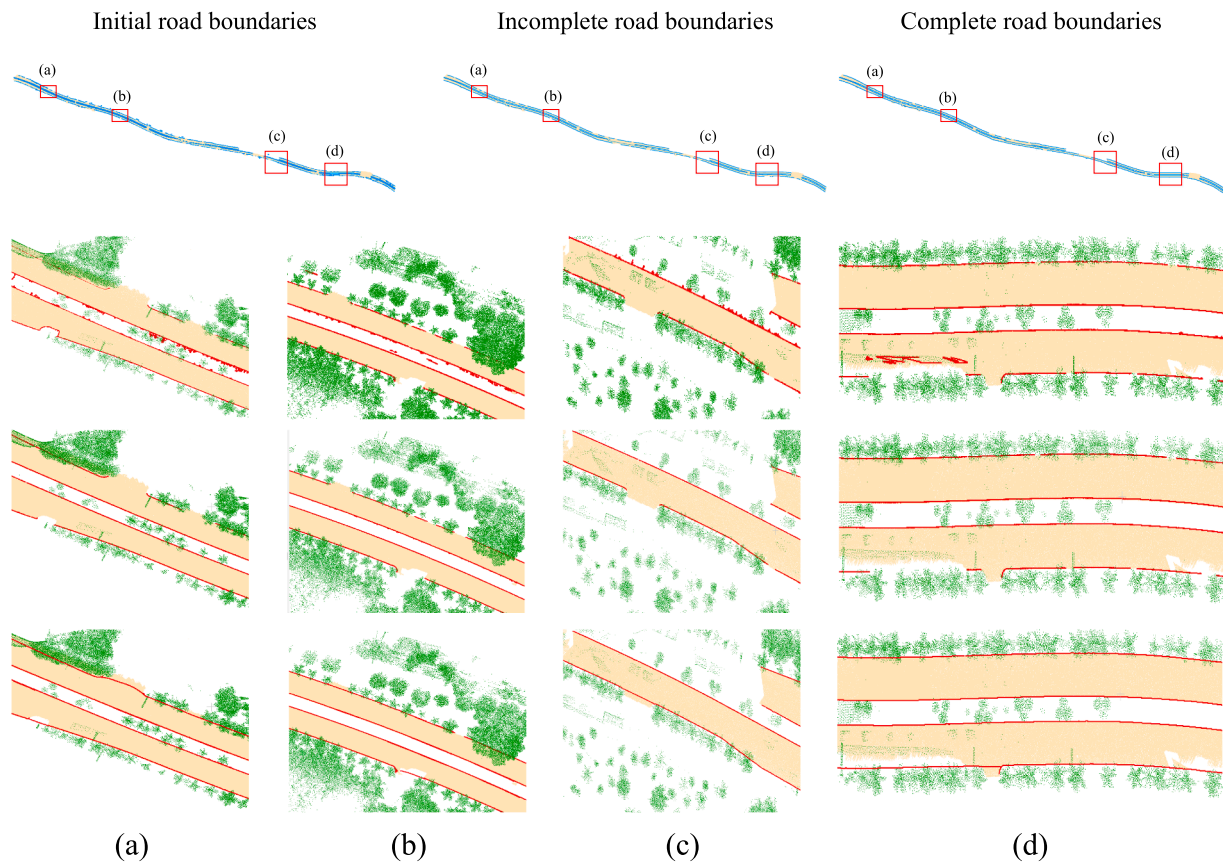 Initial road boundaries
Incomplete road boundaries
Complete road boundaries
(a)
(b)
(c)
(d)
(a)
(b)
(c)
(d)
(a)
(b)
(c)
(d)
(a)
(b)
(c)
(d)